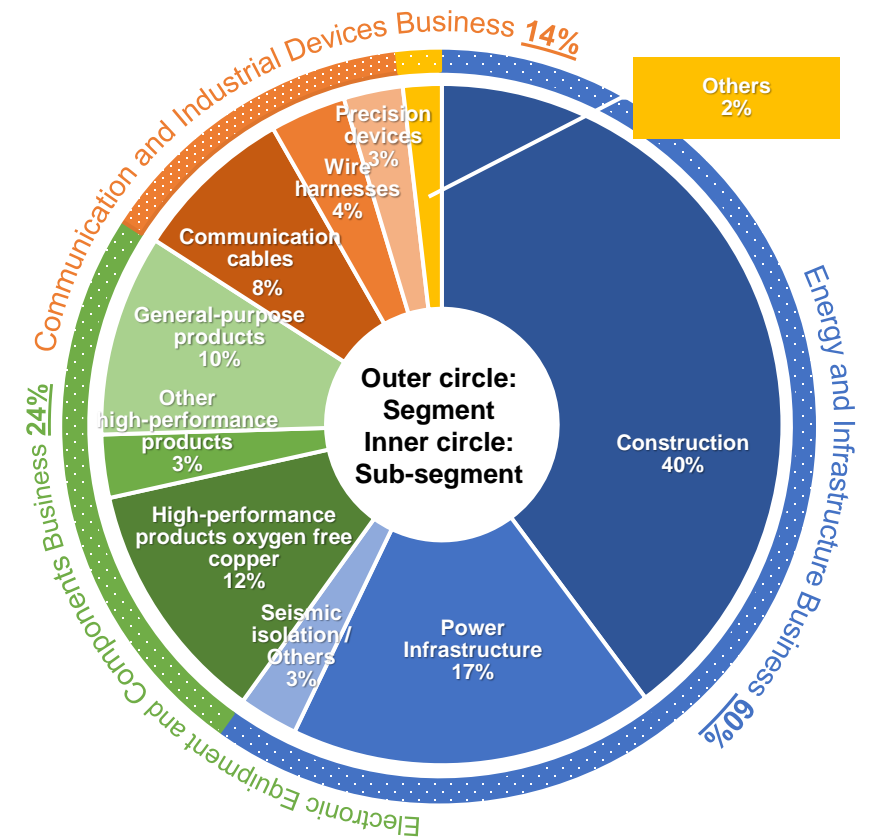 Communication and Industrial Devices Business 14%
Others
2%
Precision
devices
3%
Wire
harnesses
4%
Communication
cables
8%
General-purpose
products
10%
Other
high-performance
products
3%
High-performance
products oxygen free
copper
12%
Seismic
isolation/
Others
3%
Power
Infrastructure
17%
Construction
40%
Outer circle:
Segment
Inner circle:
Sub-segment
Energy and Infrastructure Business 60%
Electronic Equipment and Components Business 24%